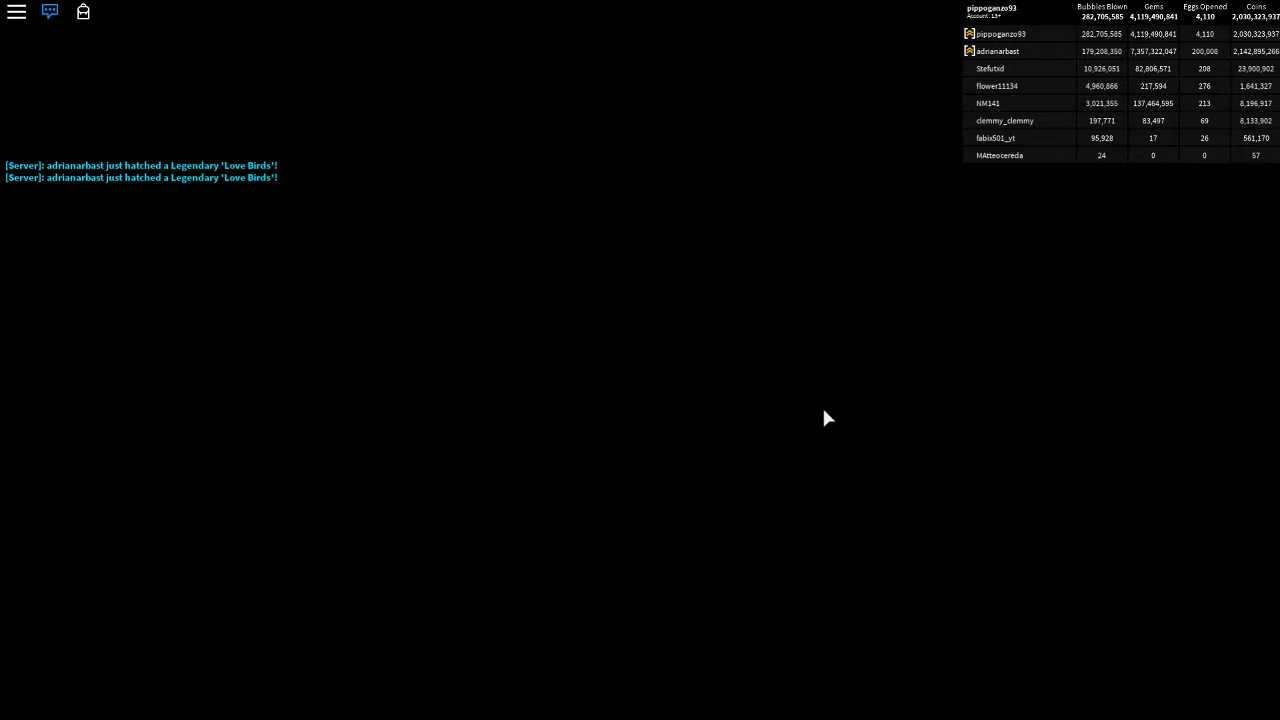 pippoganzo93 Bubbles Blown Gems Eggs Opened Coins
Account: 13+ 282,705,585 4,119,490,841 4,110 2,030,323,937
pippoganzo93 282,705,585 4,119,490,841 4,110 2,030,323,937
adrianarbast 179,208,350 7,357,322,047 200,008 2,142,895,266
Stefutxd 10,926,051 82,806,571 208 23,900,902
flower11134 4,960,866 217,594 276 1,641,327
NM141 3,021,355 137,464,595 213 8,196,917
clemmy_clemmy 197,771 83,497 69 8,133,902
fabix501_yt 95,928 17 26 561,170
MAtteocereda 24 0 0 57
[Server]: adrianarbast just hatched a Legendary 'Love Birds'!
[Server]: adrianarbast just hatched a Legendary 'Love Birds'!